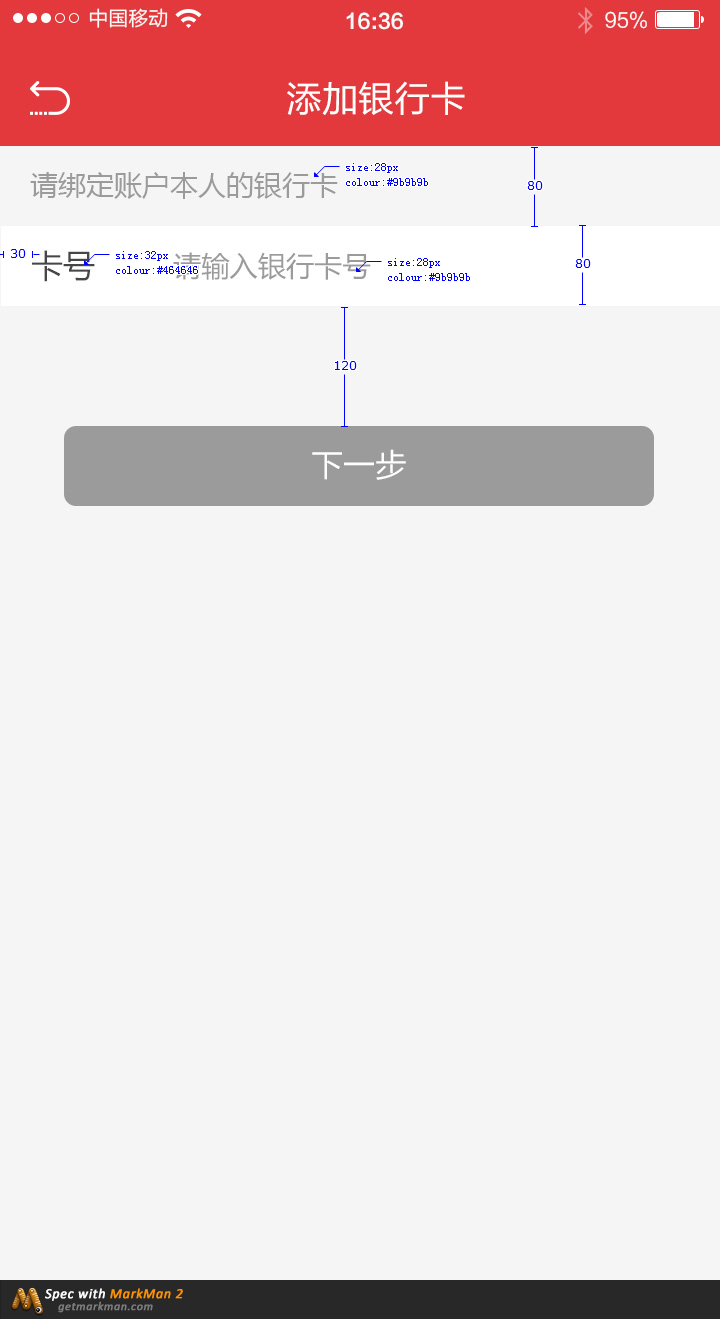 中国移动 16:36 95%
添加银行卡
请绑定账户本人的银行卡
size:28px
colour:#9b9b9b
80
30
卡号
size:32px
colour:#464646
请输入银行卡号
size:28px
colour:#9b9b9b
80
120
下一步
Spec with MarkMan 2
getmarkman.com